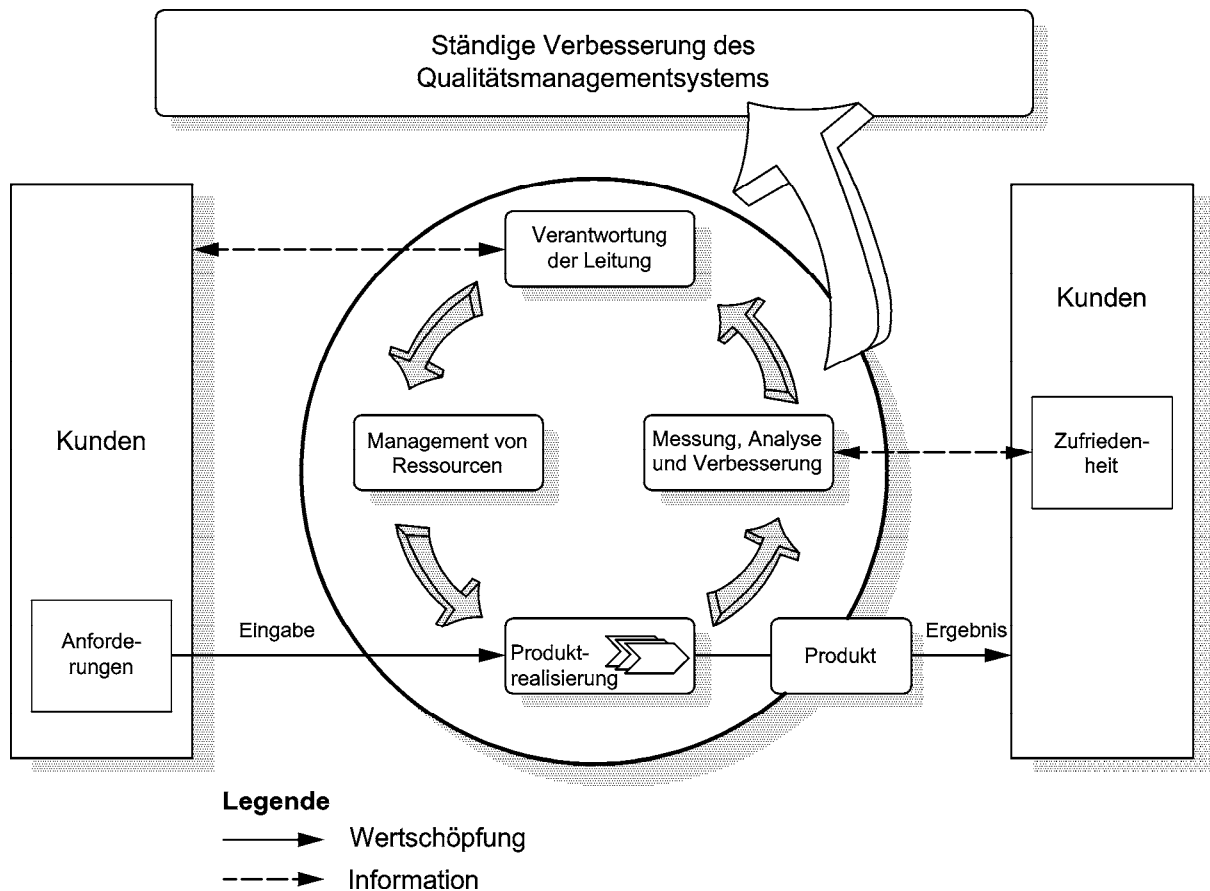 Ständige Verbesserung des
Qualitätsmanagementsystems
Verantwortung
der Leitung
Kunden
Kunden
Management von
Ressourcen
Messung, Analyse
und Verbesserung
Zufrieden-
heit
Anforde-
rungen
Eingabe
Produkt-
realisierung
Produkt
Ergebnis
Legende
Wertschöpfung
Information